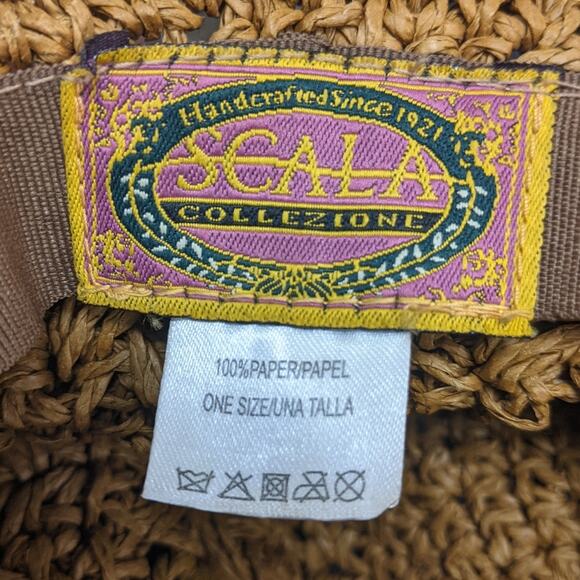 Handcrafted Since 1921
SCALA
COLLEZIONE
100%PAPER/PAPEL
ONE SIZE/UNA TALLA